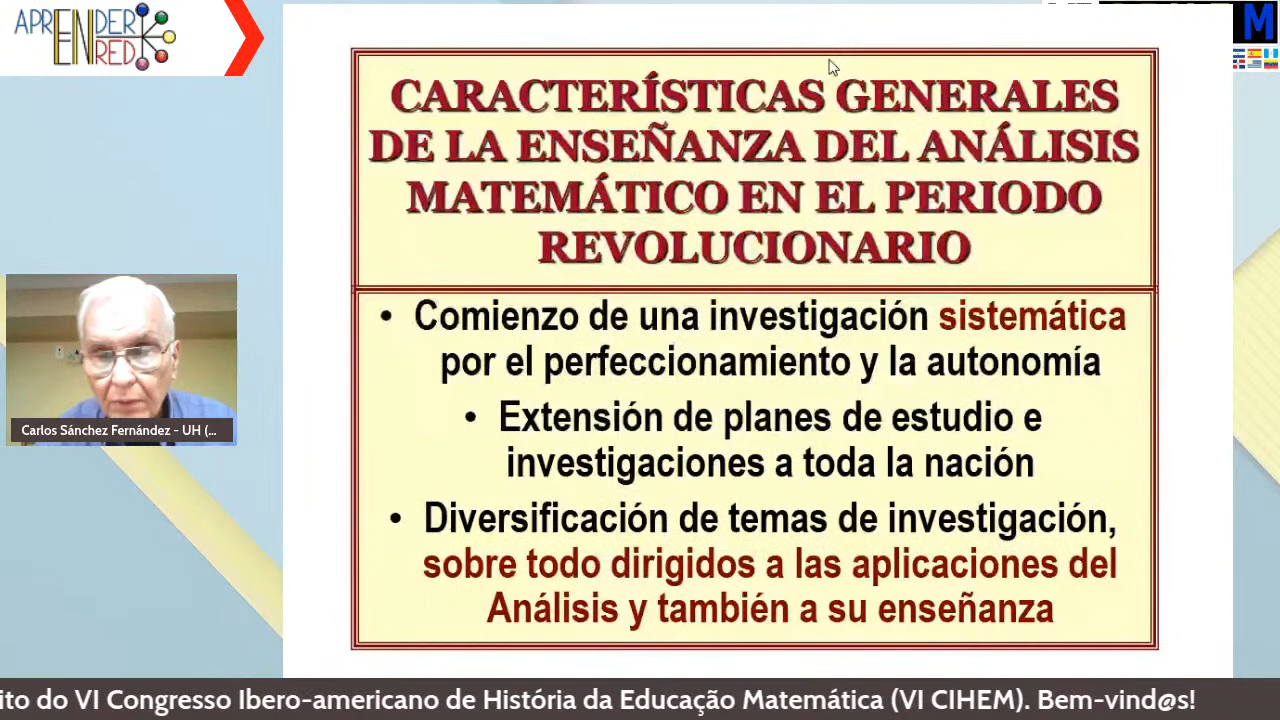 APRENDER
EN RED
M
CARACTERÍSTICAS GENERALES
DE LA ENSEÑANZA DEL ANÁLISIS
MATEMÁTICO EN EL PERIODO
REVOLUCIONARIO
• Comienzo de una investigación sistemática
por el perfeccionamiento y la autonomía
• Extensión de planes de estudio e
investigaciones a toda la nación
• Diversificación de temas de investigación,
sobre todo dirigidos a las aplicaciones del
Análisis y también a su enseñanza
Carlos Sánchez Fernández - UH (...
ito do VI Congresso Ibero-americano de História da Educação Matemática (VI CIHEM). Bem-vind@s!